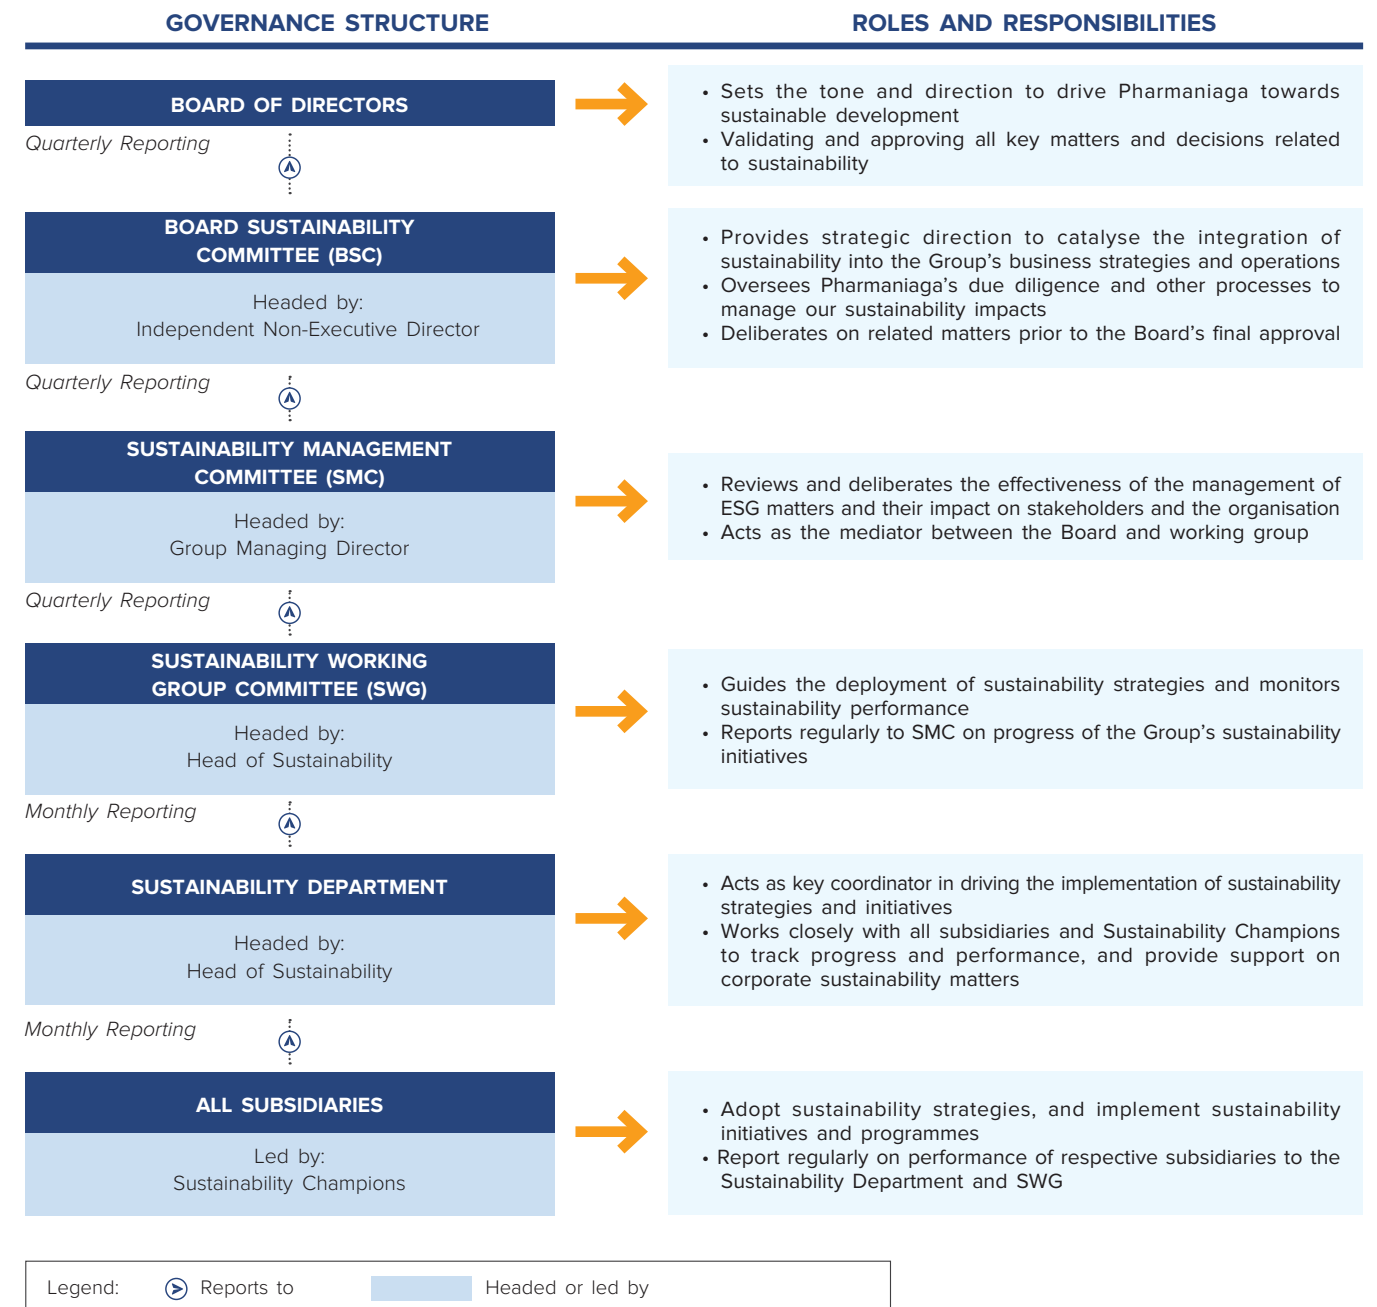 GOVERNANCE STRUCTURE
ROLES AND RESPONSIBILITIES
BOARD OF DIRECTORS
• Sets the tone and direction to drive Pharmaniaga towards
sustainable development
• Validating and approving all key matters and decisions related
to sustainability
Quarterly Reporting
BOARD SUSTAINABILITY
COMMITTEE (BSC)
Headed by:
Independent Non-Executive Director
• Provides strategic direction to catalyse the integration of
sustainability into the Group's business strategies and operations
• Oversees Pharmaniaga's due diligence and other processes to
manage our sustainability impacts
• Deliberates on related matters prior to the Board's final approval
Quarterly Reporting
SUSTAINABILITY MANAGEMENT
COMMITTEE (SMC)
Headed by:
Group Managing Director
• Reviews and deliberates the effectiveness of the management of
ESG matters and their impact on stakeholders and the organisation
• Acts as the mediator between the Board and working group
Quarterly Reporting
SUSTAINABILITY WORKING
GROUP COMMITTEE (SWG)
Headed by:
Head of Sustainability
• Guides the deployment of sustainability strategies and monitors
sustainability performance
• Reports regularly to SMC on progress of the Group's sustainability
initiatives
Monthly Reporting
SUSTAINABILITY DEPARTMENT
Headed by:
Head of Sustainability
• Acts as key coordinator in driving the implementation of sustainability
strategies and initiatives
• Works closely with all subsidiaries and Sustainability Champions
to track progress and performance, and provide support on
corporate sustainability matters
Monthly Reporting
ALL SUBSIDIARIES
Led by:
Sustainability Champions
• Adopt sustainability strategies, and implement sustainability
initiatives and programmes
• Report regularly on performance of respective subsidiaries to the
Sustainability Department and SWG
Legend: Reports to Headed or led by